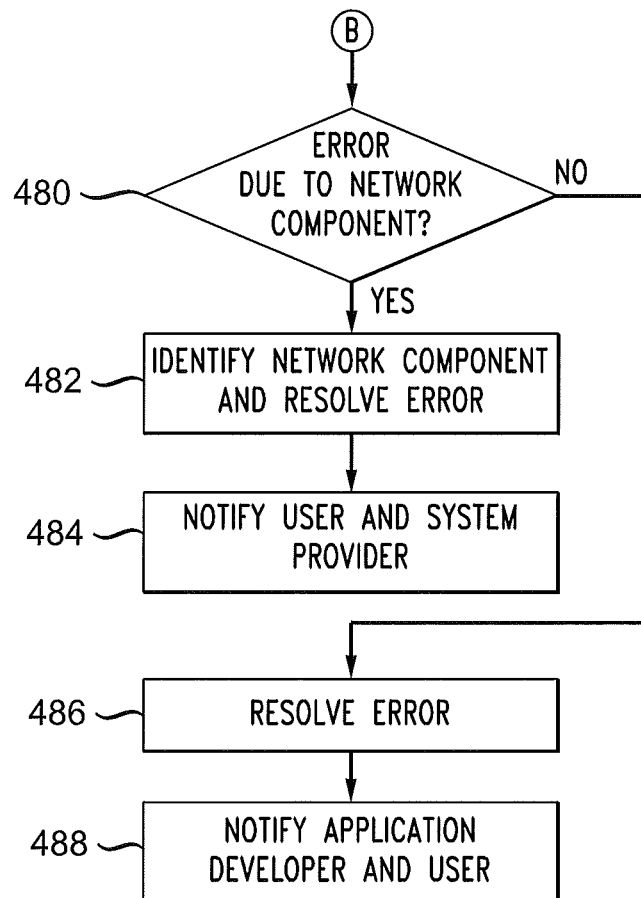 B
ERROR
DUE TO NETWORK
COMPONENT?
480
NO
YES
IDENTIFY NETWORK COMPONENT
AND RESOLVE ERROR
482
NOTIFY USER AND SYSTEM
PROVIDER
484
RESOLVE ERROR
486
NOTIFY APPLICATION
DEVELOPER AND USER
488